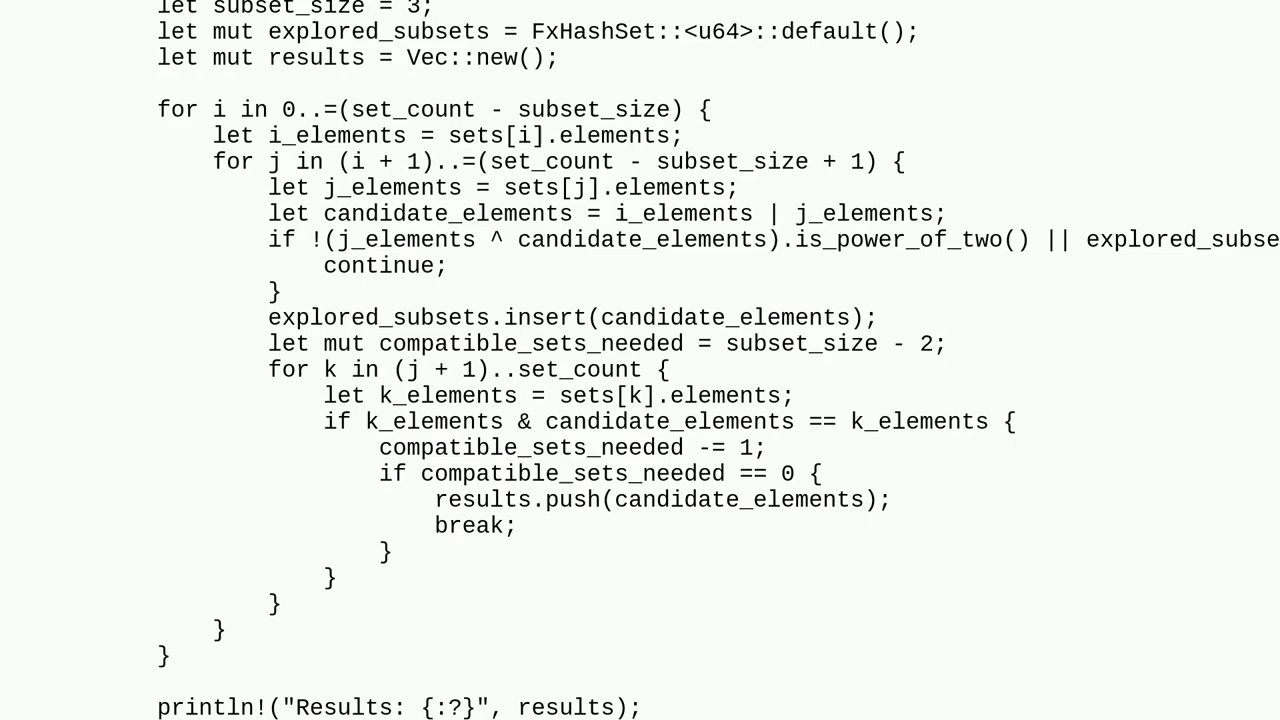 let subset_size = 3;
let mut explored_subsets = FxHashSet::<u64>::default();
let mut results = Vec::new();
for i in 0..=(set_count - subset_size) {
let i_elements = sets[i].elements;
for j in (i + 1)..=(set_count - subset_size + 1) {
let j_elements = sets[j].elements;
let candidate_elements = i_elements | j_elements;
if !(j_elements ^ candidate_elements).is_power_of_two() || explored_subse
continue;
}
explored_subsets.insert(candidate_elements);
let mut compatible_sets_needed = subset_size - 2;
for k in (j + 1)..set_count {
let k_elements = sets[k].elements;
if k_elements & candidate_elements == k_elements {
compatible_sets_needed -= 1;
if compatible_sets_needed == 0 {
results.push(candidate_elements);
break;
}
}
}
}
}
println!("Results: {:?}", results);